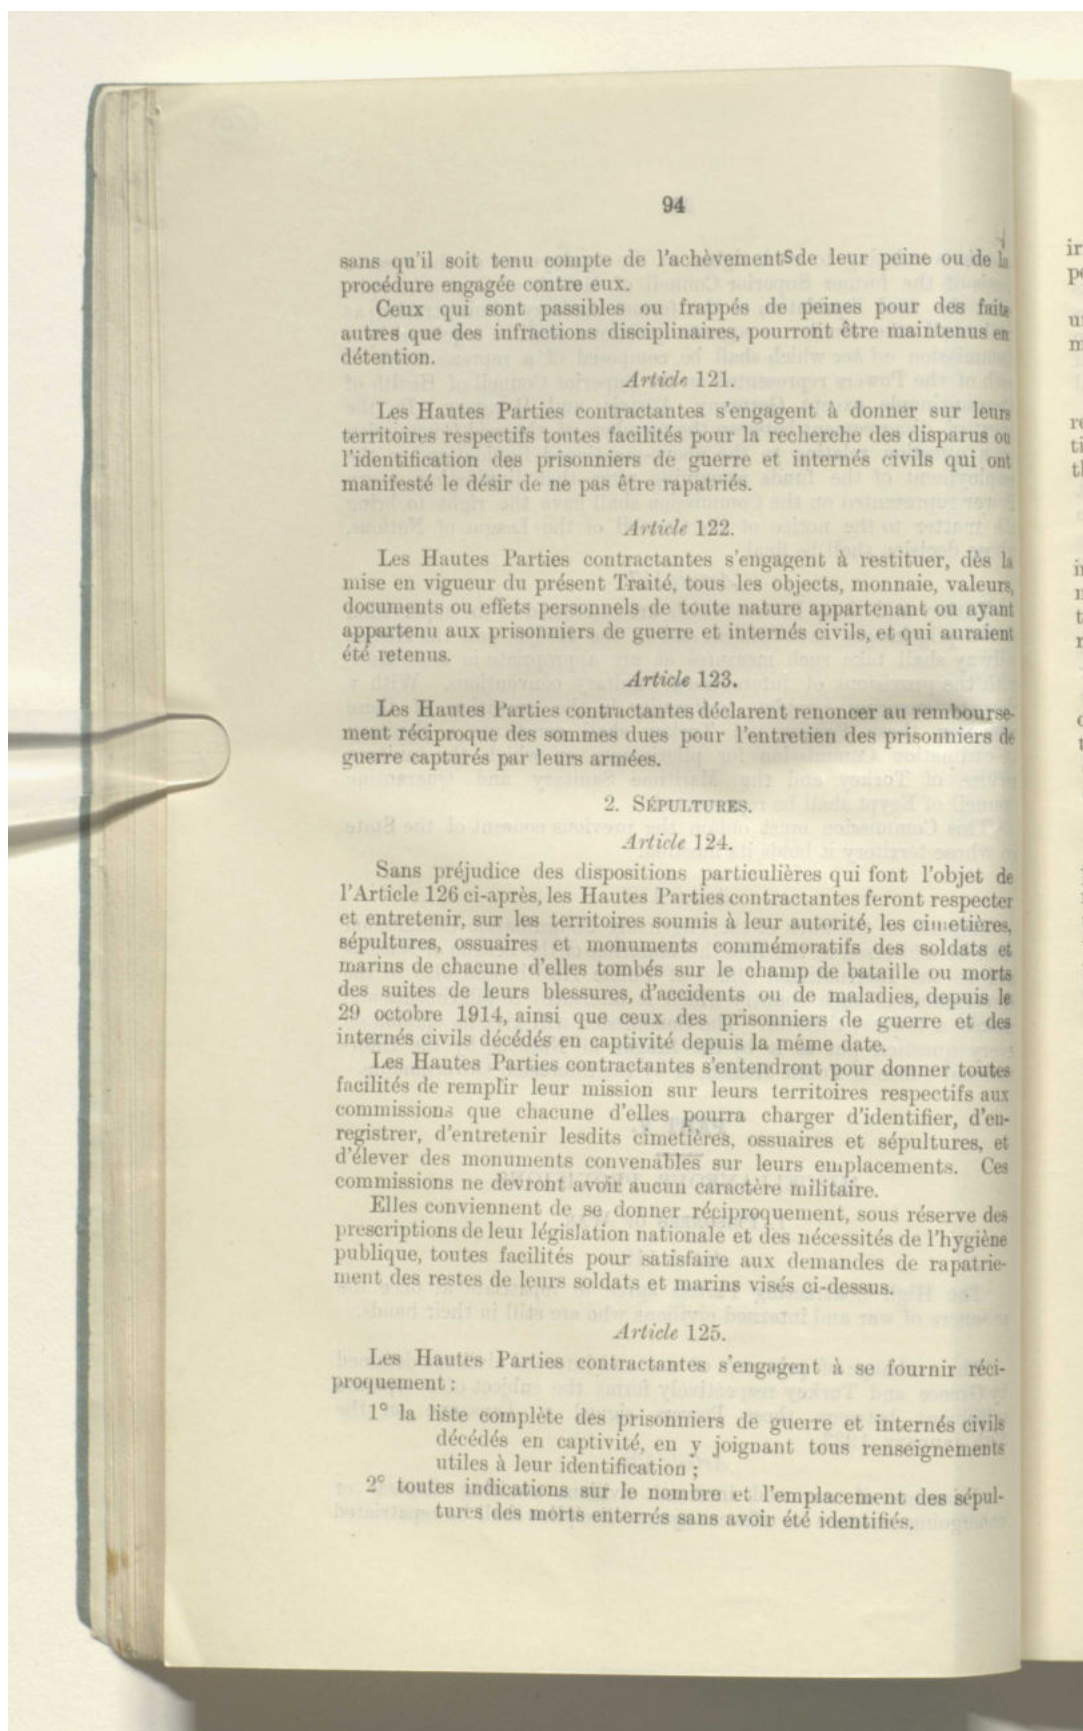 94
sans qu'il soit tenu compte de l'achèvementSde leur peine ou de la
procédure engagée contre eux.
Ceux qui sont passibles ou frappés de peines pour des faits
autres que des infractions disciplinaires, pourront être maintenus en
détention.
Article 121.
Les Hautes Parties contractantes s'engagent à donner sur leurs
territoires respectifs toutes facilités pour la recherche des disparus ou
l'identification des prisonniers de guerre et internés civils qui ont
manifesté le désir de ne pas être rapatriés.
Article 122.
Les Hautes Parties contractantes s'engagent à restituer, dès la
mise en vigueur du présent Traité, tous les objects, monnaie, valeurs,
documents ou effets personnels de toute nature appartenant ou ayant
appartenu aux prisonniers de guerre et internés civils, et qui auraient
été retenus.
Article 123.
Les Hautes Parties contractantes déclarent renoncer au rembourse-
ment réciproque des sommes dues pour l'entretien des prisonniers de
guerre capturés par leurs armées.
2. SÉPULTURES.
Article 124.
Sans préjudice des dispositions particulières qui font l'objet de
l'Article 126 ci-après, les Hautes Parties contractantes feront respecter
et entretenir, sur les territoires soumis à leur autorité, les cimetières,
sépultures, ossuaires et monuments commémoratifs des soldats et
marins de chacune d'elles tombés sur le champ de bataille ou morts
des suites de leurs blessures, d'accidents ou de maladies, depuis le
29 octobre 1914, ainsi que ceux des prisonniers de guerre et des
internés civils décédés en captivité depuis la même date.
Les Hautes Parties contractantes s'entendront pour donner toutes
facilités de remplir leur mission sur leurs territoires respectifs aux
commissions que chacune d'elles pourra charger d'identifier, d'en-
registrer, d'entretenir lesdits cimetières, ossuaires et sépultures, et
d'élever des monuments convenables sur leurs emplacements. Ces
commissions ne devront avoir aucun caractère militaire.
Elles conviennent de se donner réciproquement, sous réserve des
prescriptions de leur législation nationale et des nécessités de l'hygiène
publique, toutes facilités pour satisfaire aux demandes de rapatrie-
ment des restes de leurs soldats et marins visés ci-dessus.
Article 125.
Les Hautes Parties contractantes s'engagent à se fournir réci-
proquement :
1° la liste complète des prisonniers de guerre et internés civils
décédés en captivité, en y joignant tous renseignements
utiles à leur identification ;
2° toutes indications sur le nombre et l'emplacement des sépul-
tures des morts enterrés sans avoir été identifiés.